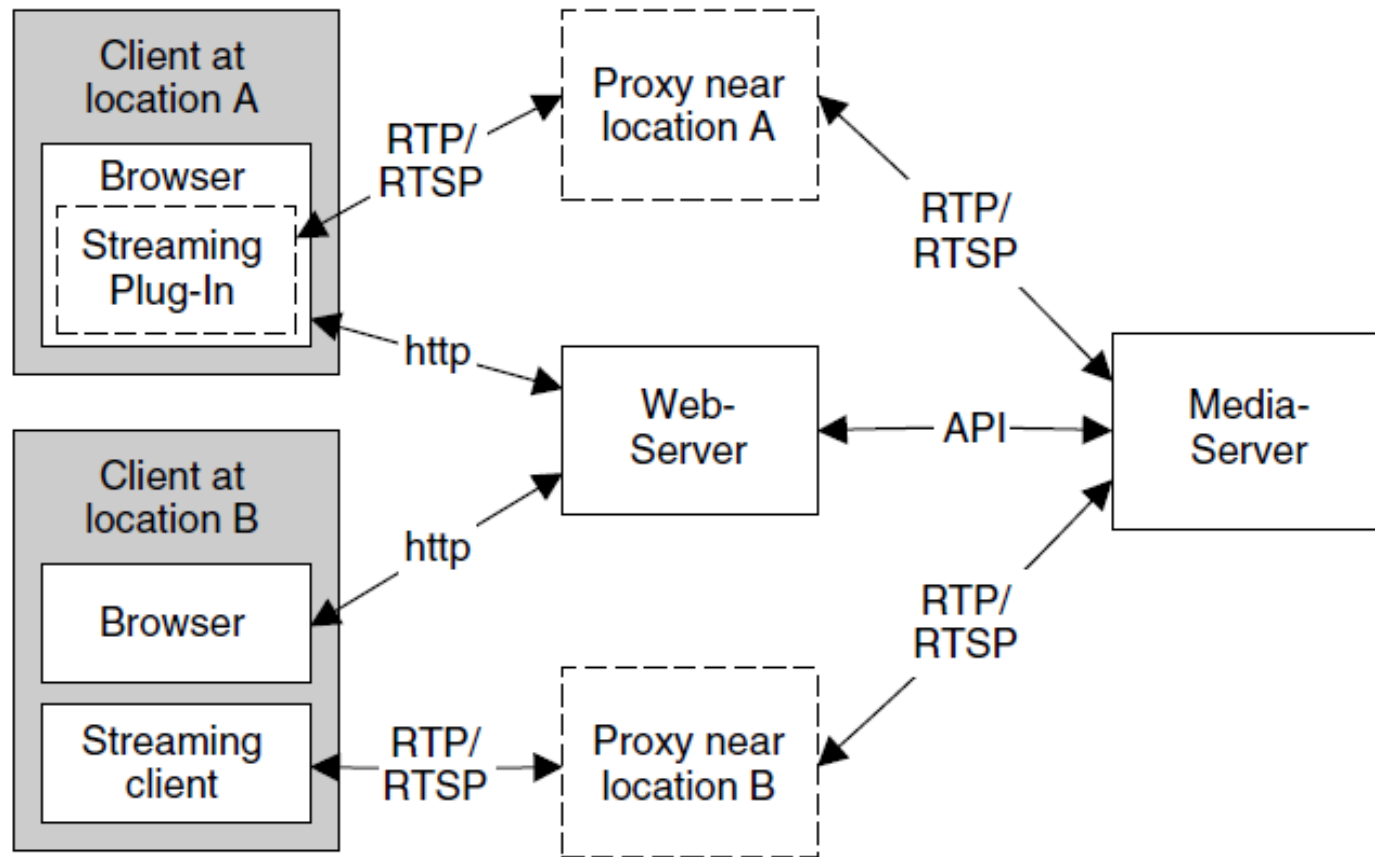 Client at
location A
Browser
Streaming
Plug-In
RTP/
RTSP
Proxy near
location A
RTP/
RTSP
http
Web-
Server
API
Media-
Server
Client at
location B
Browser
http
Streaming
client
RTP/
RTSP
Proxy near
location B
RTP/
RTSP